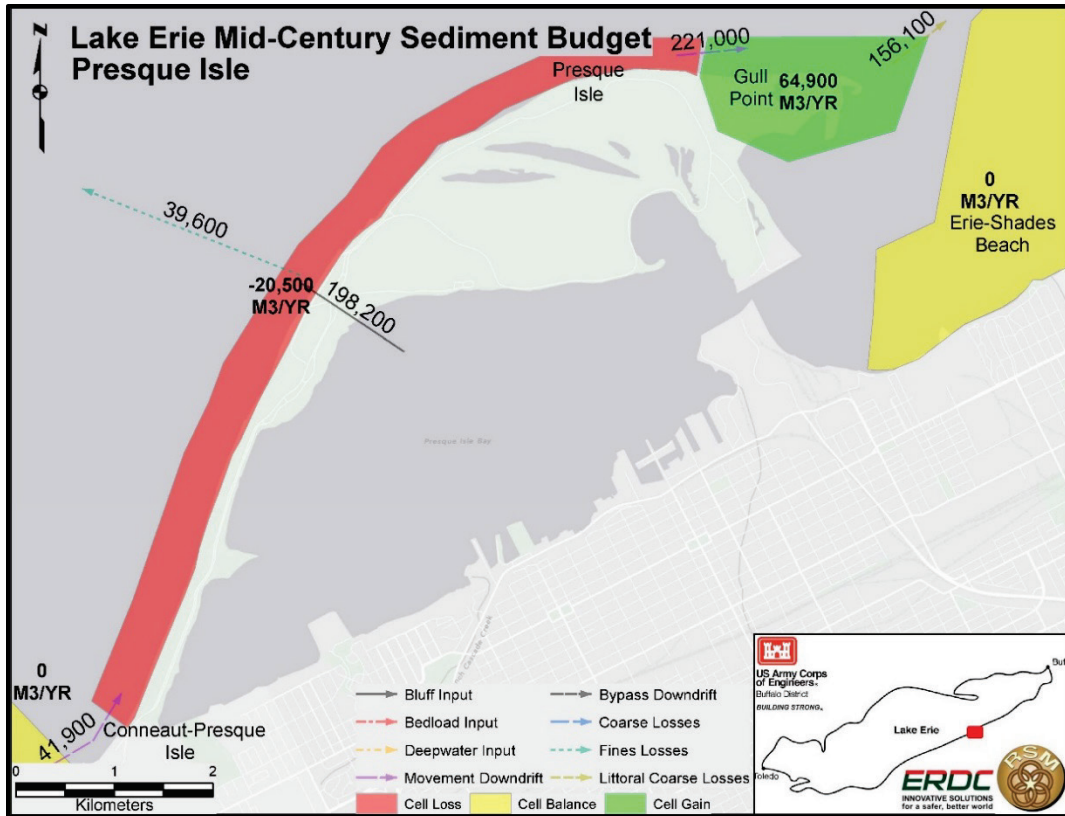 N
Lake Erie Mid-Century Sediment Budget
Presque Isle
221,000
156,100
Presque
Isle
Gull
Point
64,900
M3/YR
0
M3/YR
Erie-Shades
Beach
39,600
-20,500
M3/YR
198,200
Presque Isle Bay
Cascade Creek
0
M3/YR
41,900
Conneaut-Presque
Isle
0 1 2
Kilometers
Bluff Input
Bedload Input
Deepwater Input
Movement Downdrift
Bypass Downdrift
Coarse Losses
Fines Losses
Littoral Coarse Losses
Cell Loss
Cell Balance
Cell Gain
US Army Corps
of Engineers®
Buffalo District
BUILDING STRONG®
Buf
Lake Erie
Toledo
ERDC
INNOVATIVE SOLUTIONS
for a safer, better world
RSM